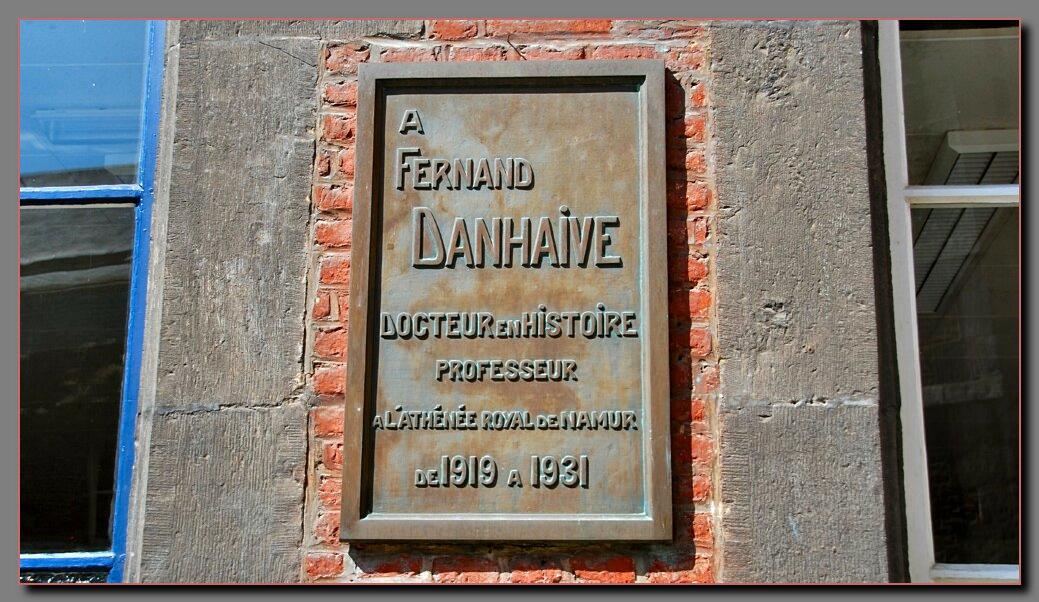 A
FERNAND
DANHAiVE
DOCTEUR EN HiSTOiRE
PROFESSEUR
A L'ATHÉNÉE ROYAL DE NAMUR
DE 1919 A 1931